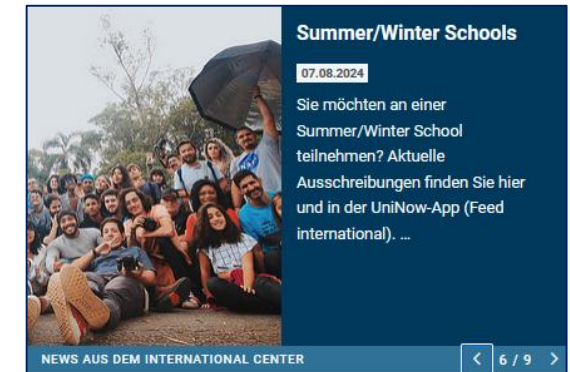 Summer/Winter Schools
07.08.2024
Sie möchten an einer
Summer/Winter School
teilnehmen? Aktuelle
Ausschreibungen finden Sie hier
und in der UniNow-App (Feed
international). ...
NEWS AUS DEM INTERNATIONAL CENTER
< 6 / 9 >